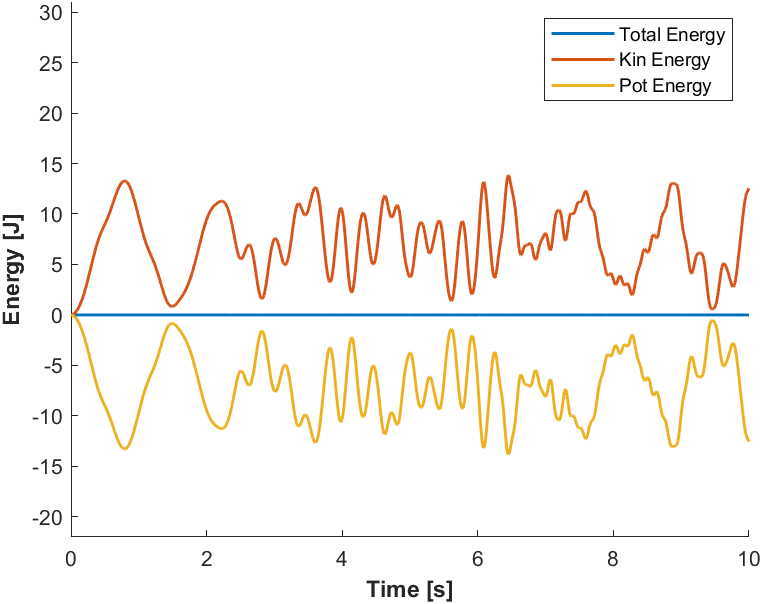 30
25
20
15
10
5
0
-5
-10
-15
-20
Energy [J]
Total Energy
Kin Energy
Pot Energy
0 2 4 6 8 10
Time [s]